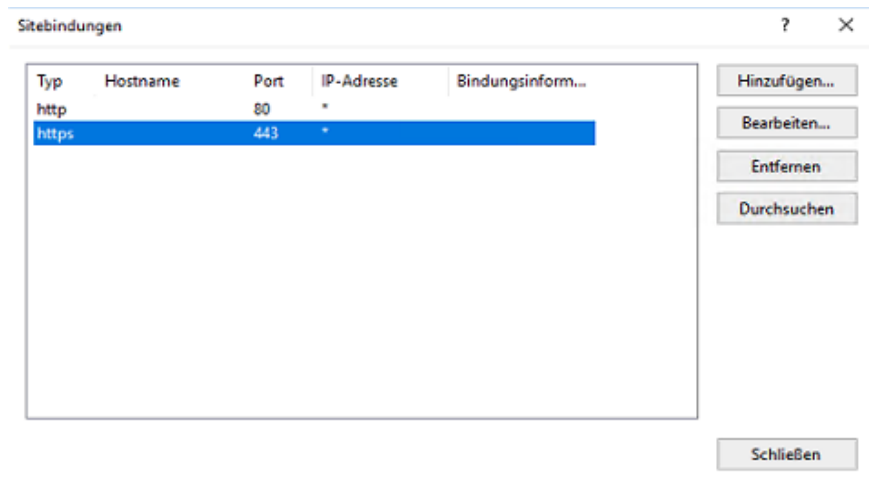 Sitebindungen ? ×
Typ Hostname Port IP-Adresse Bindungsinform...
http 80 *
https 443 *
Hinzufügen...
Bearbeiten...
Entfernen
Durchsuchen
Schließen